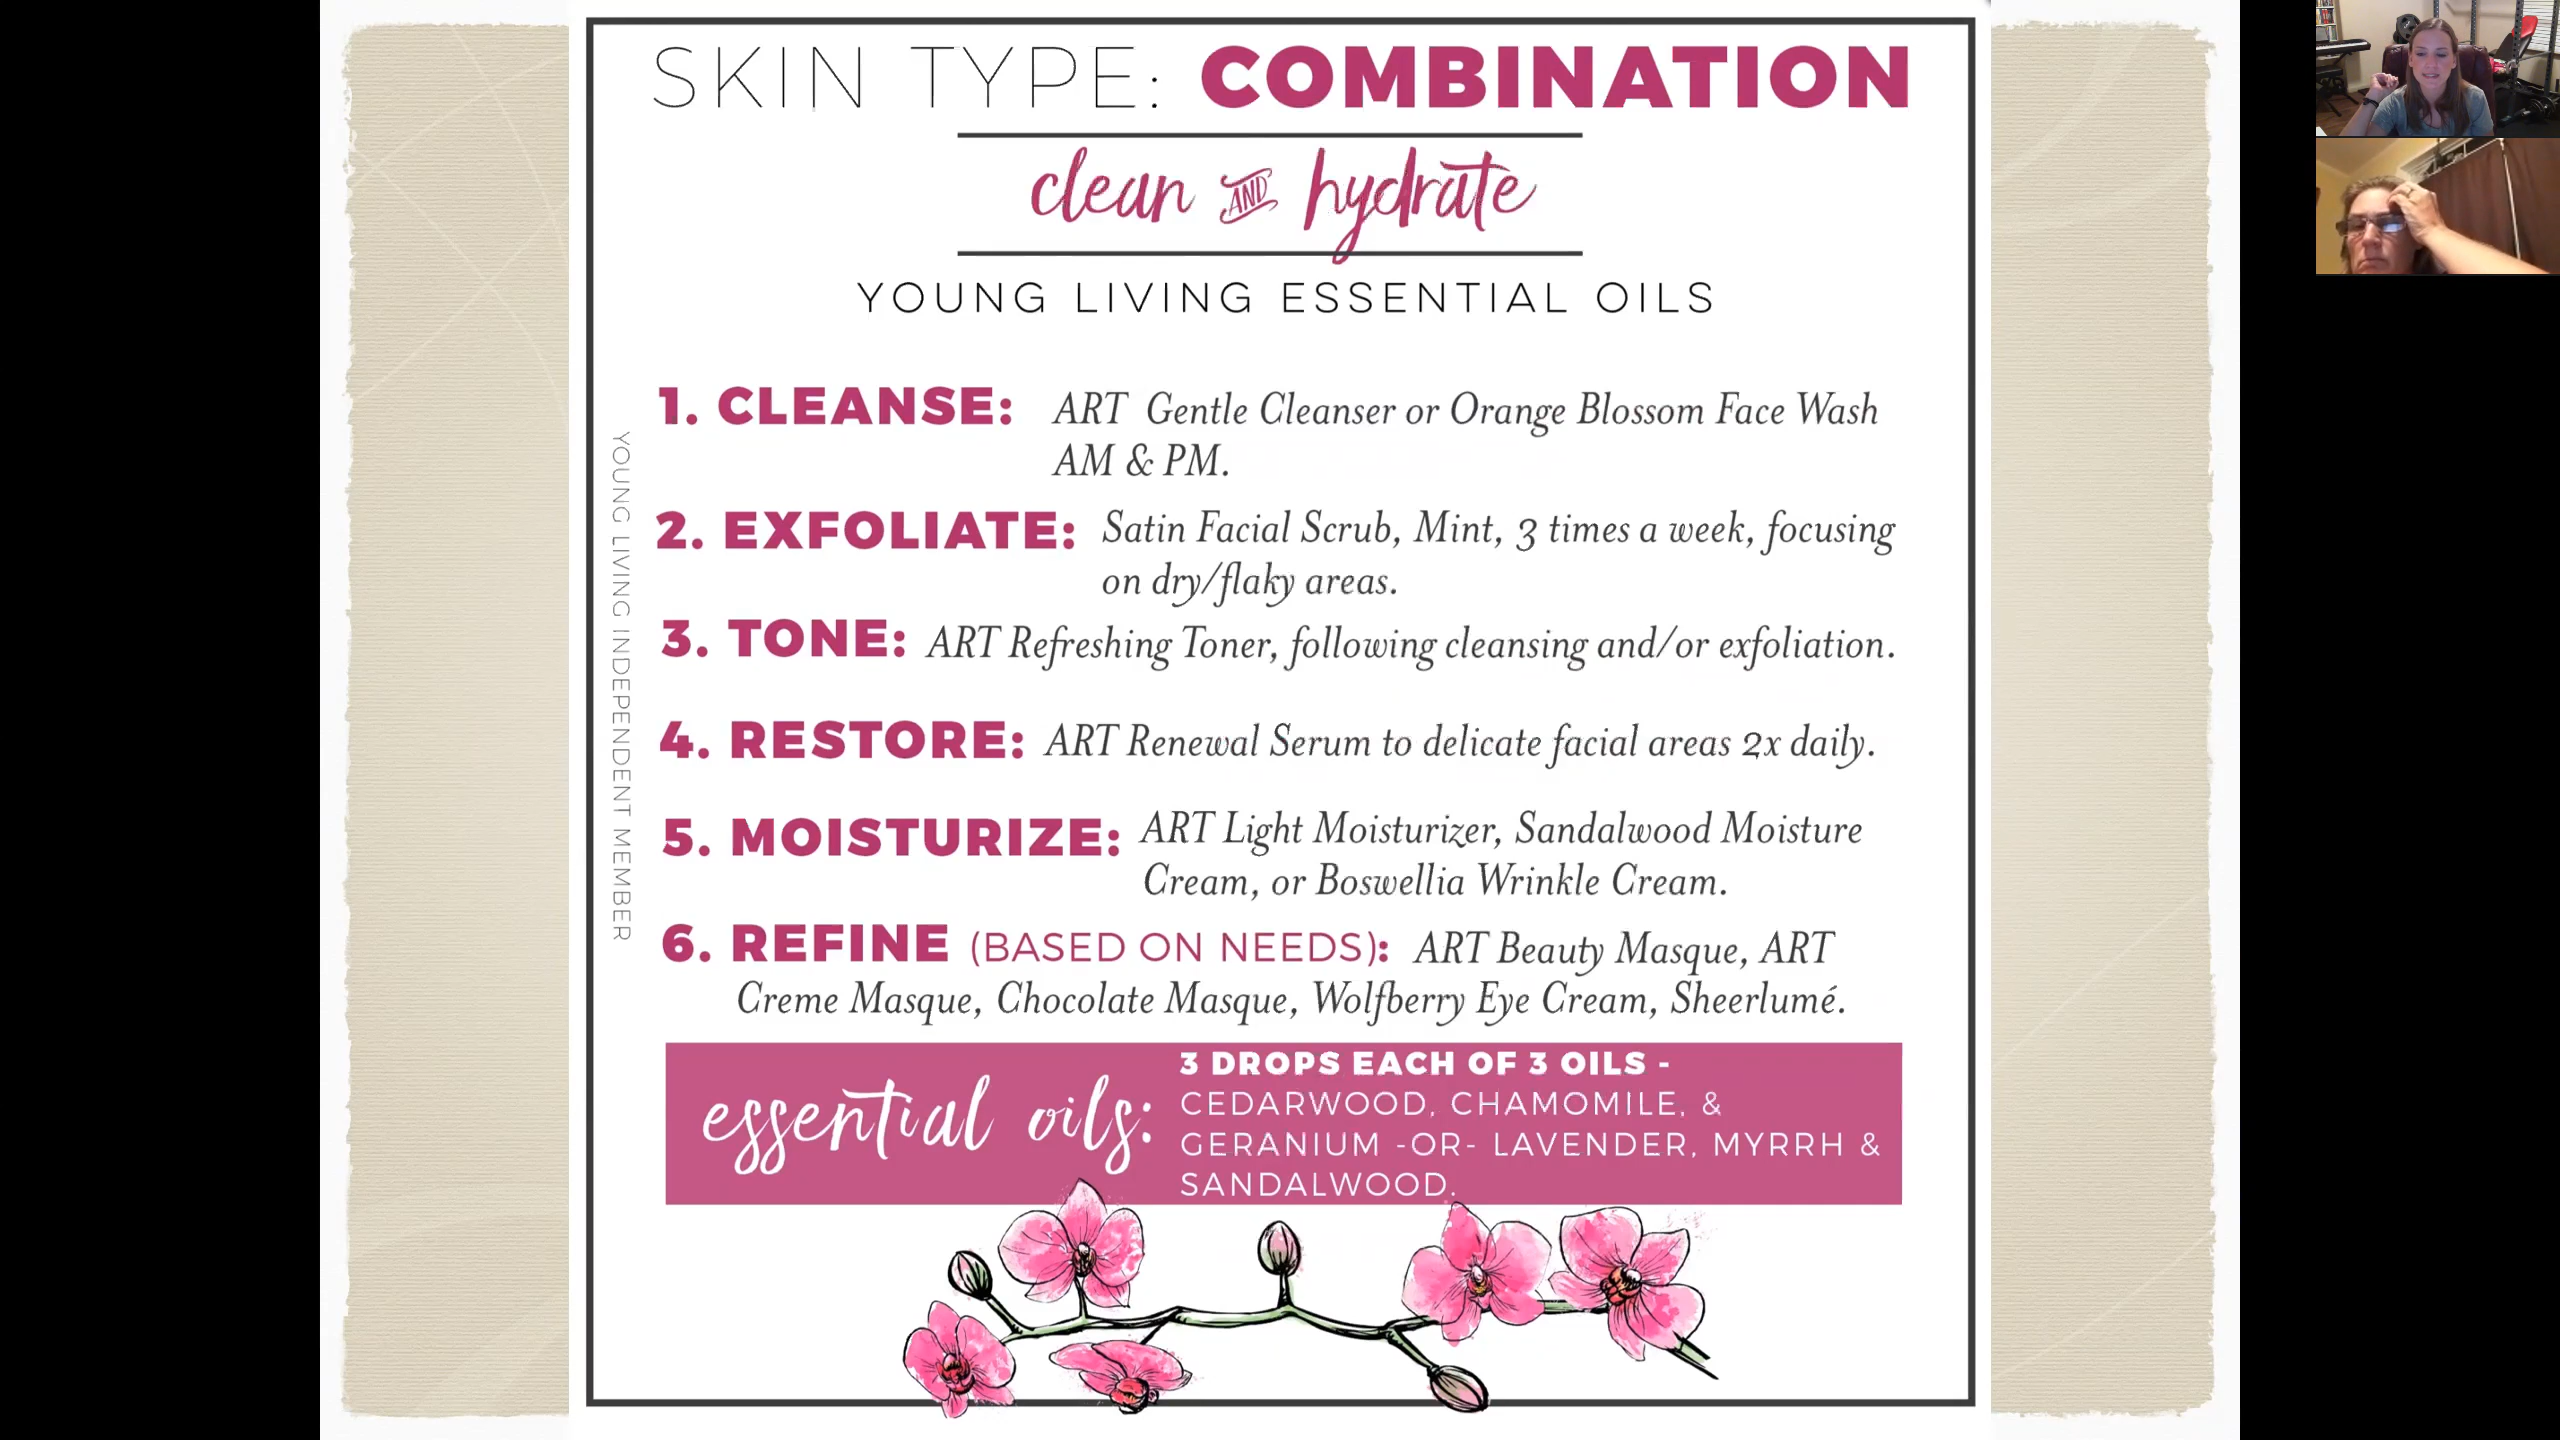 SKIN TYPE: COMBINATION
clean AND hydrate
YOUNG LIVING ESSENTIAL OILS
1. CLEANSE: ART Gentle Cleanser or Orange Blossom Face Wash
AM & PM.
2. EXFOLIATE: Satin Facial Scrub, Mint, 3 times a week, focusing
on dry/flaky areas.
3. TONE: ART Refreshing Toner, following cleansing and/or exfoliation.
4. RESTORE: ART Renewal Serum to delicate facial areas 2x daily.
5. MOISTURIZE: ART Light Moisturizer, Sandalwood Moisture
Cream, or Boswellia Wrinkle Cream.
6. REFINE (BASED ON NEEDS): ART Beauty Masque, ART
Creme Masque, Chocolate Masque, Wolfberry Eye Cream, Sheerlumé.
essential oils:
3 DROPS EACH OF 3 OILS -
CEDARWOOD, CHAMOMILE, &
GERANIUM -OR- LAVENDER, MYRRH &
SANDALWOOD.
YOUNG LIVING INDEPENDENT MEMBER